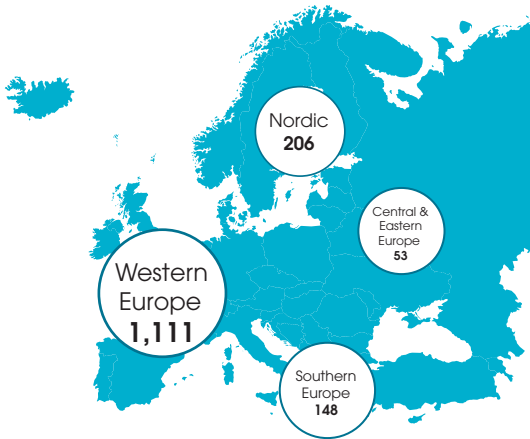 Nordic
206
Central &
Eastern
Europe
53
Western
Europe
1,111
Southern
Europe
148